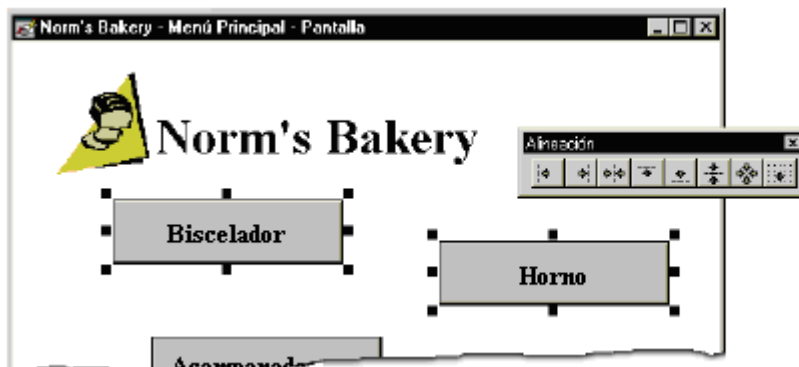 Norm's Bakery - Menú Principal - Pantalla
Norm's Bakery
Alineación
Biscelador
Horno